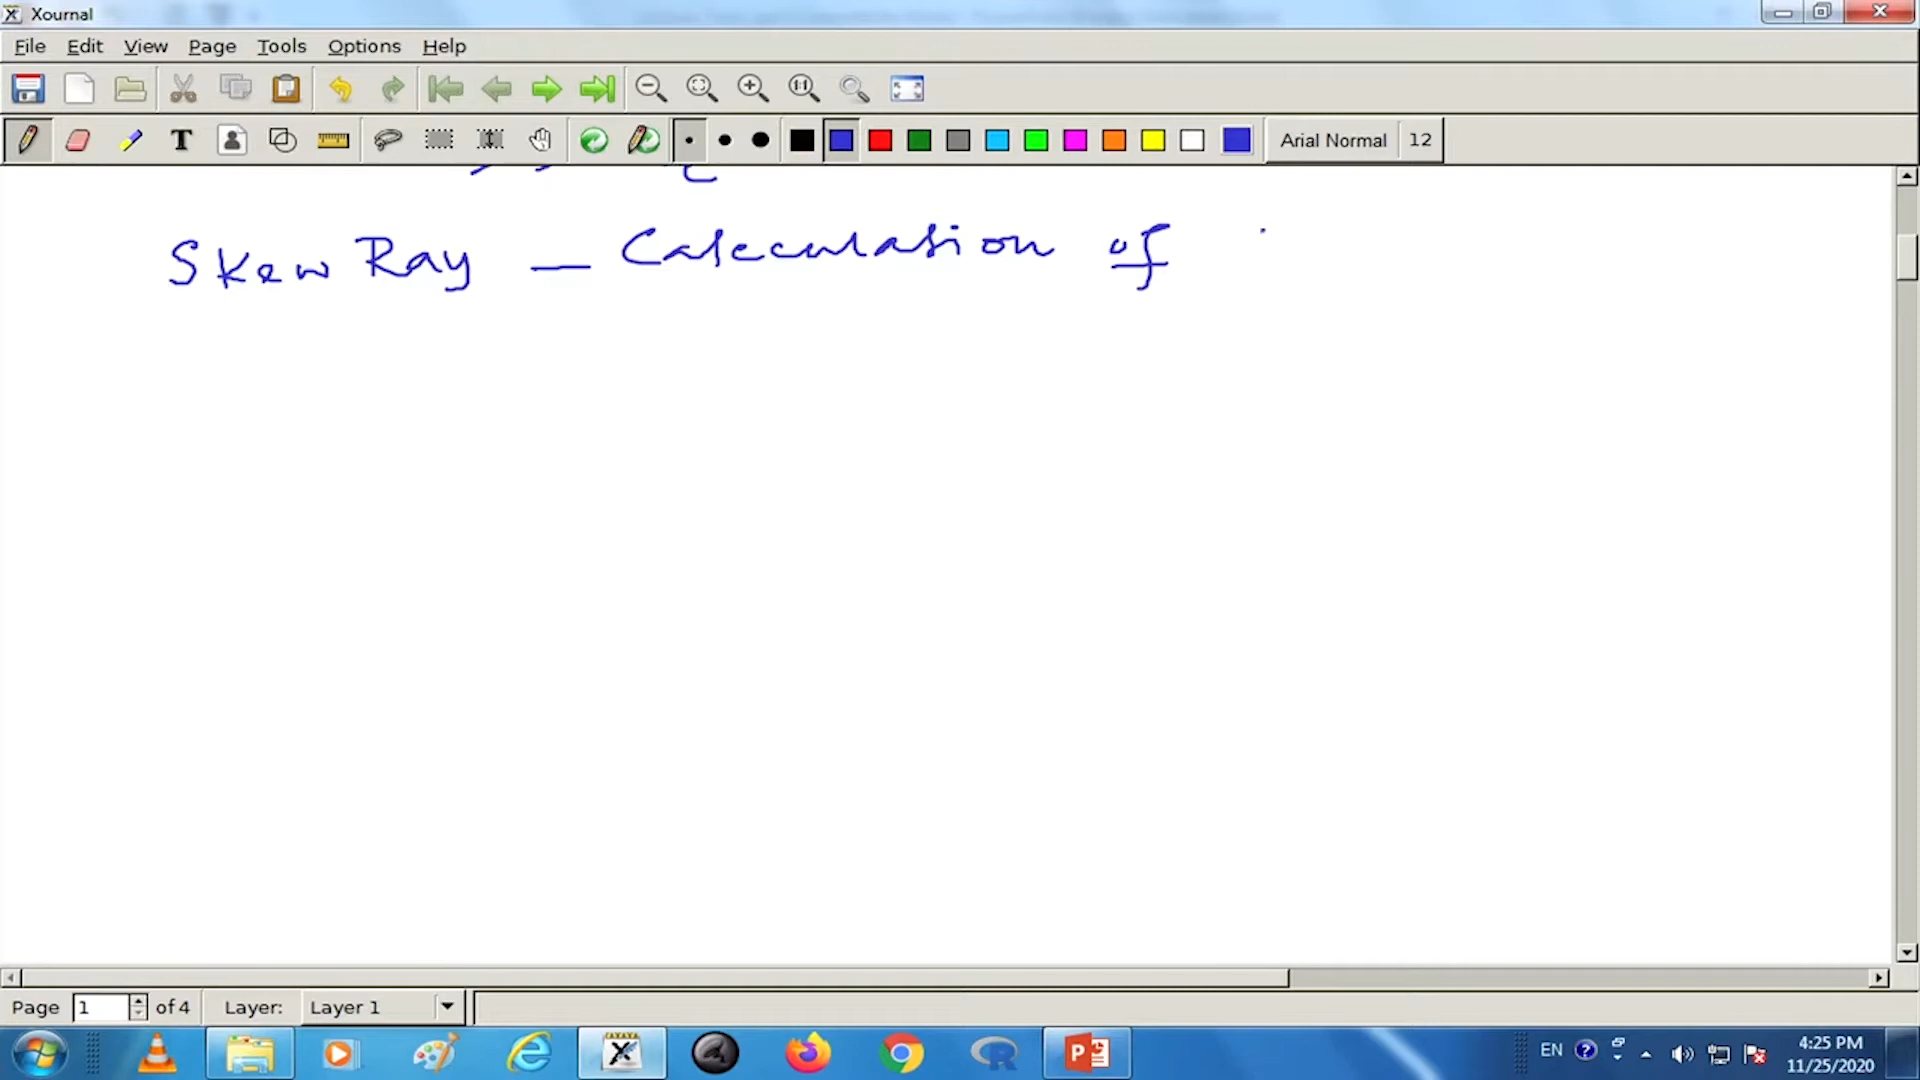 Xournal
File Edit View Page Tools Options Help
T Arial Normal 12
Skew Ray — Calculation of
Page 1 of 4 Layer: Layer 1
EN 4:25 PM
11/25/2020